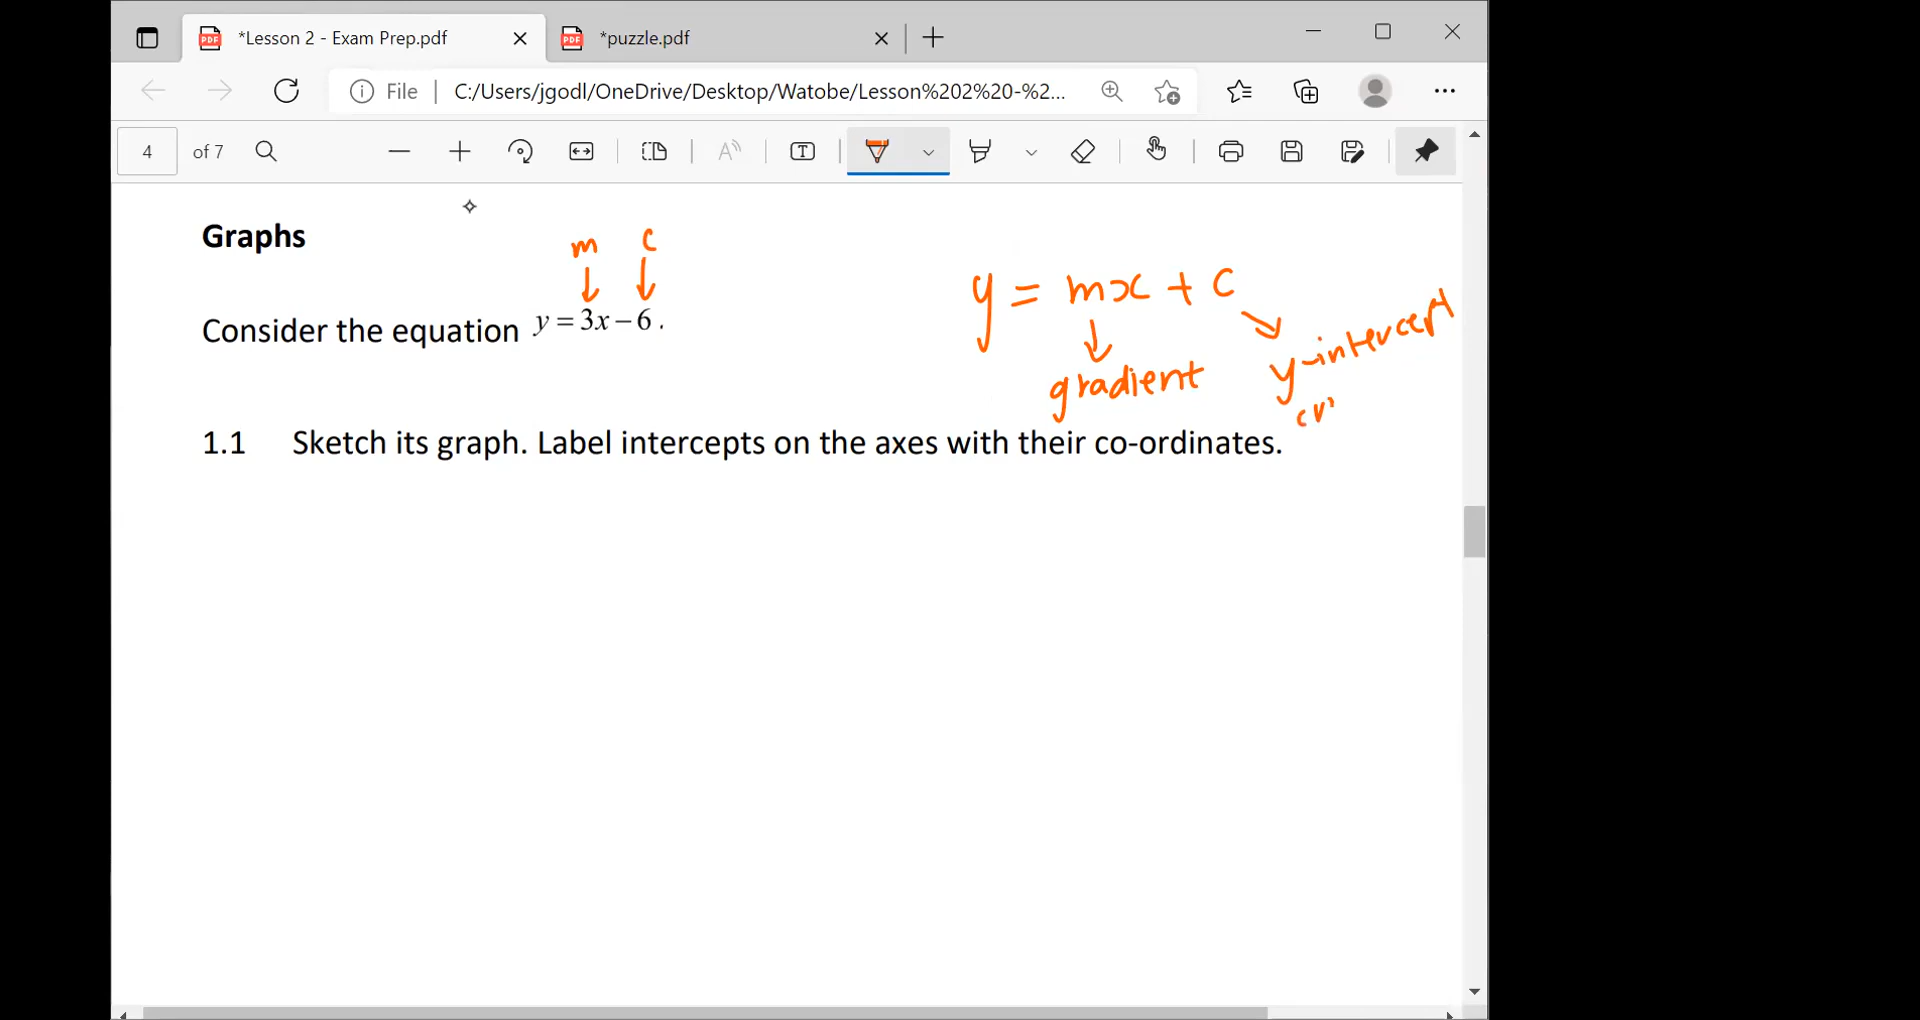 *Lesson 2 - Exam Prep.pdf
*puzzle.pdf
File
C:/Users/jgodl/OneDrive/Desktop/Watobe/Lesson%202%20-%2...
4 of 7
Graphs
m c
Consider the equation y = 3x – 6 .
y = mx + c
gradient
y-intercept
1.1 Sketch its graph. Label intercepts on the axes with their co-ordinates.